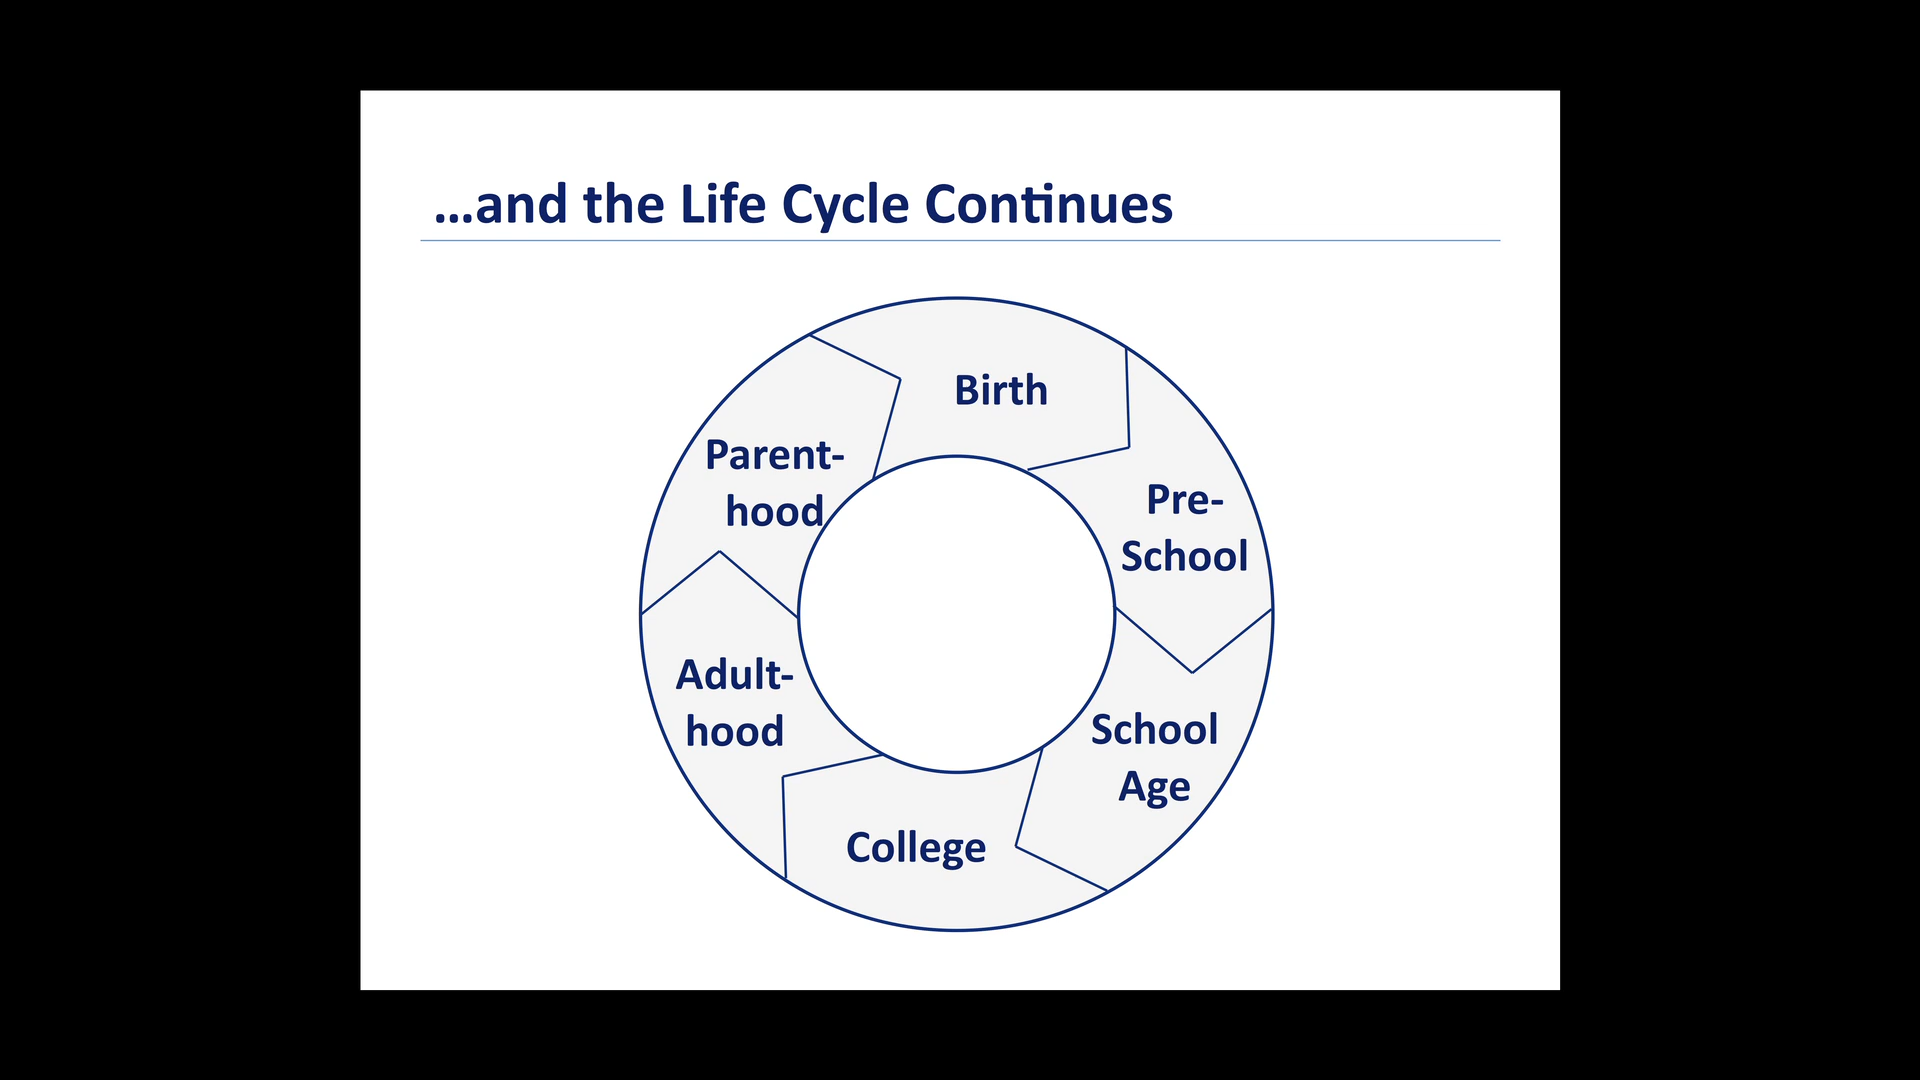 ...and the Life Cycle Continues
Birth
Pre-
School
School
Age
College
Adult-
hood
Parent-
hood